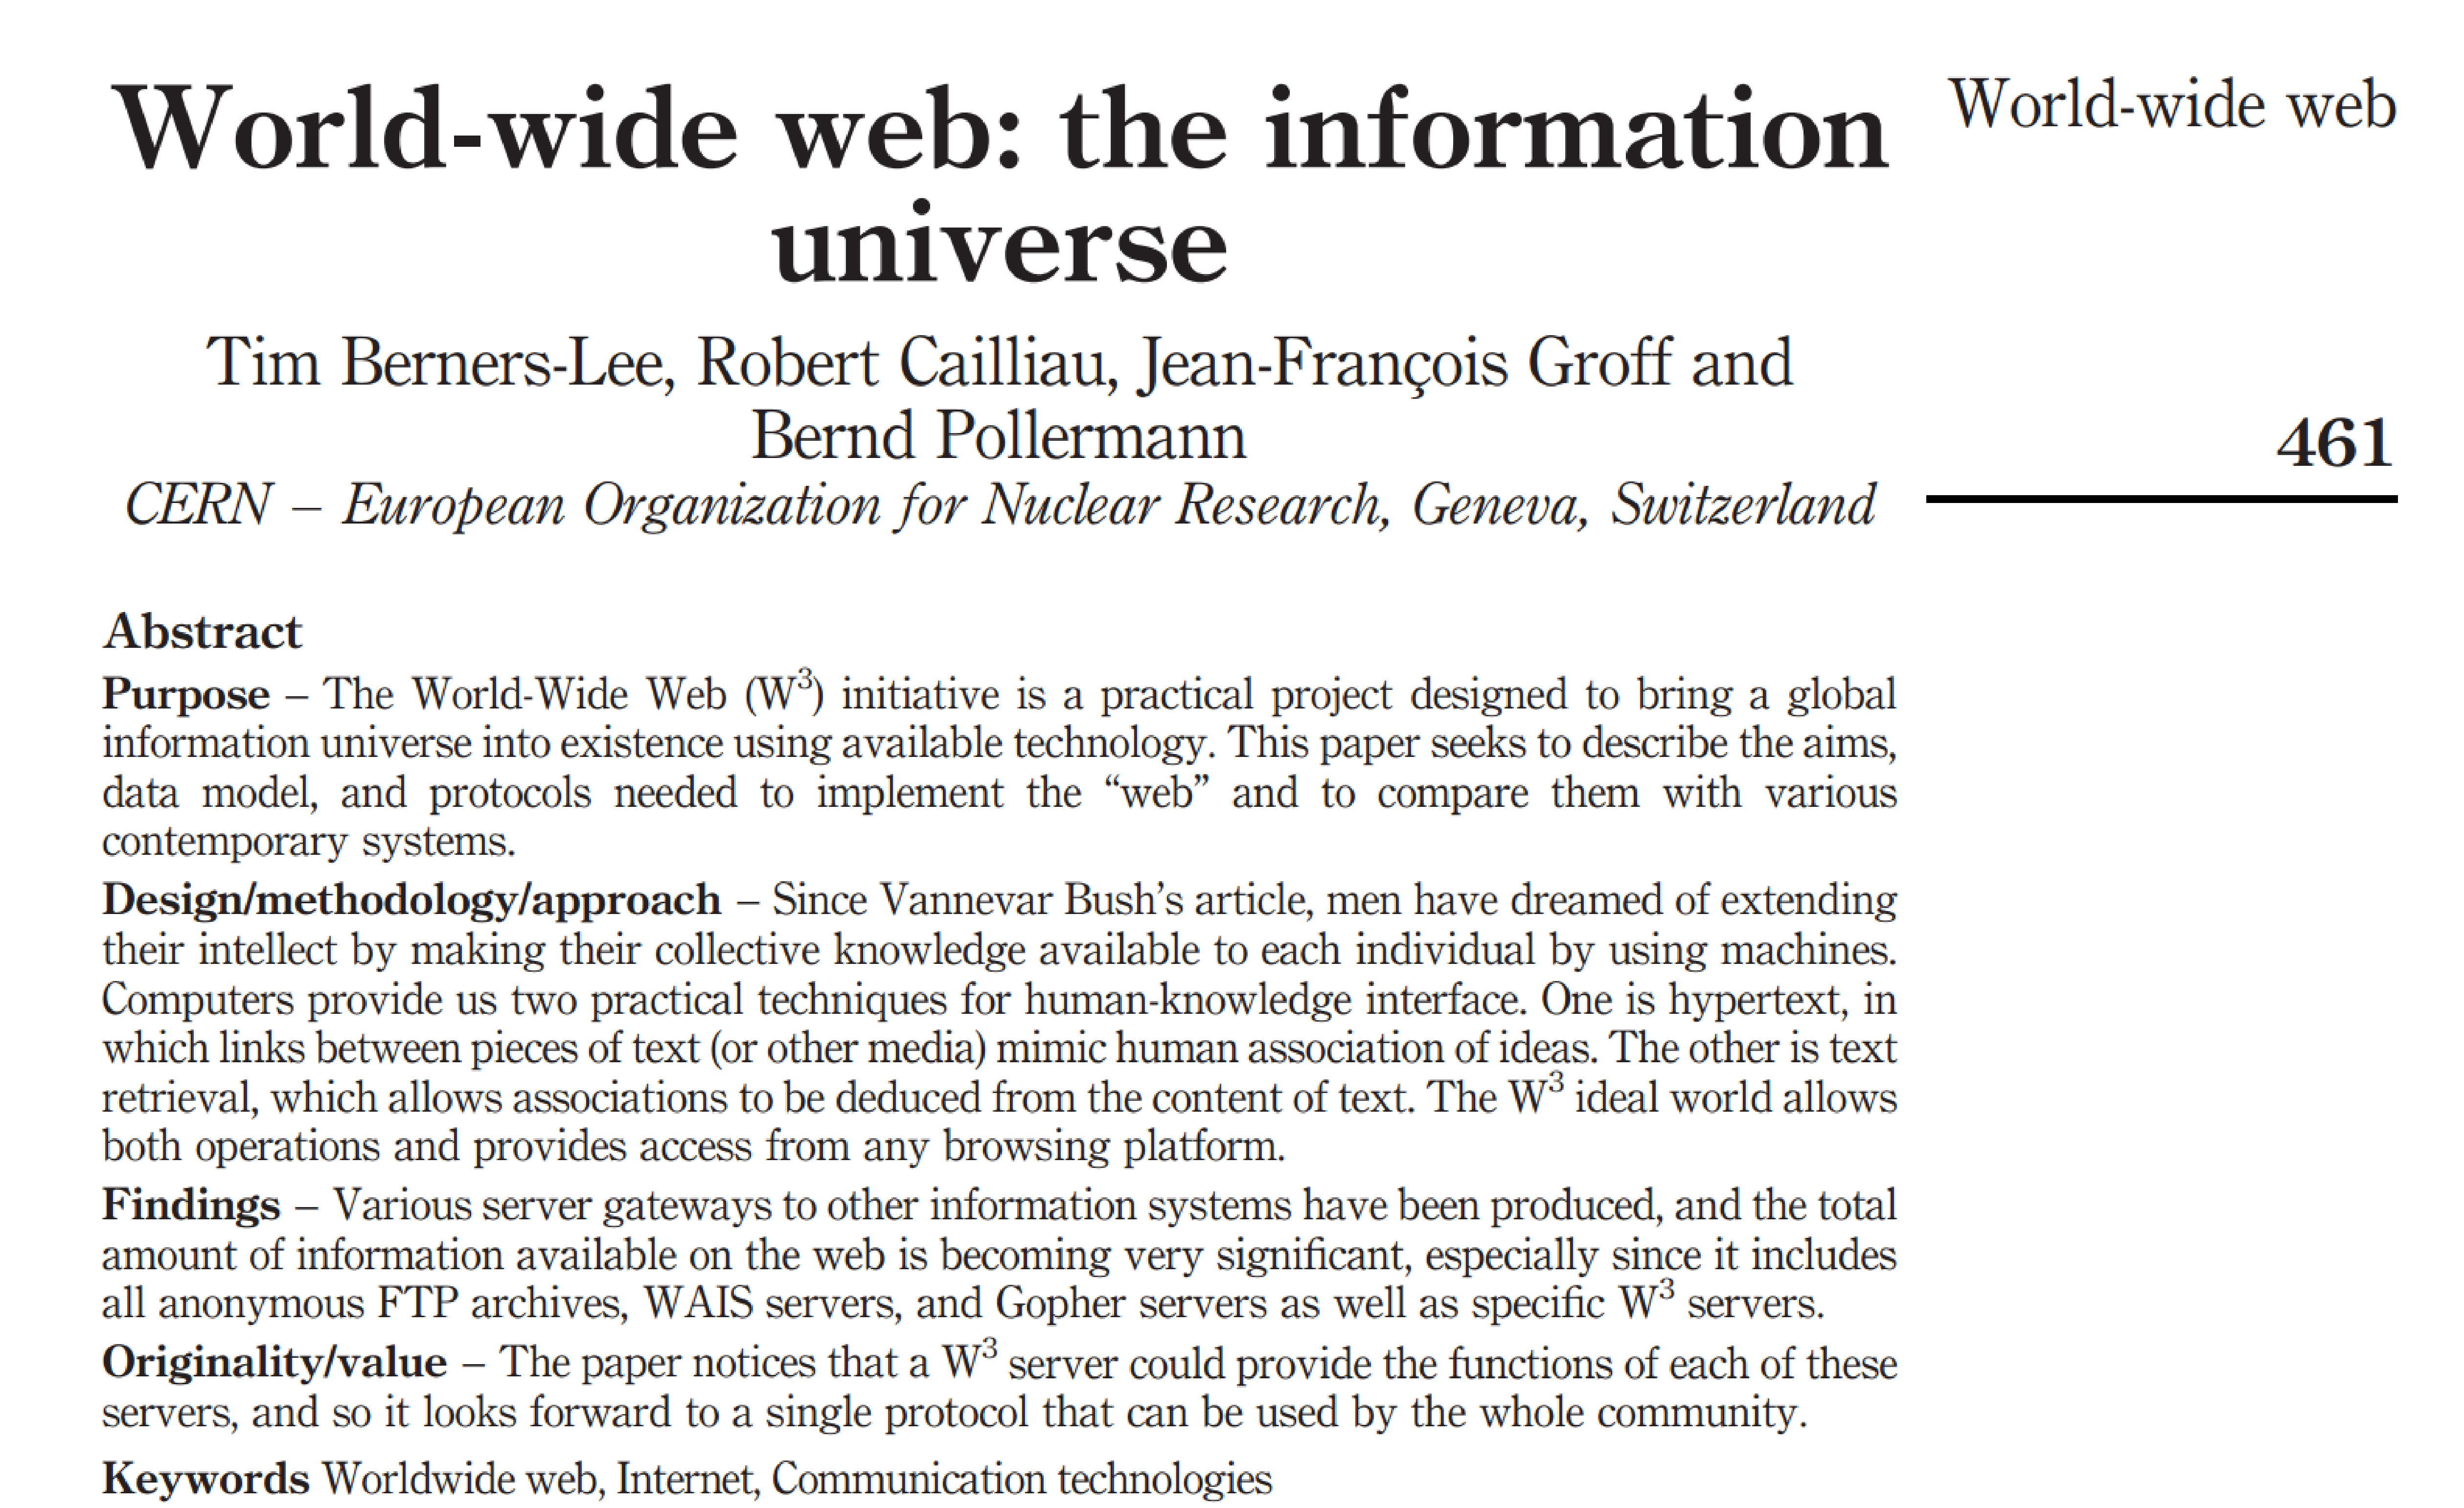 World-wide web: the information
universe
World-wide web
Tim Berners-Lee, Robert Cailliau, Jean-François Groff and
Bernd Pollermann
461
CERN – European Organization for Nuclear Research, Geneva, Switzerland
Abstract
Purpose – The World-Wide Web (W³) initiative is a practical project designed to bring a global
information universe into existence using available technology. This paper seeks to describe the aims,
data model, and protocols needed to implement the “web” and to compare them with various
contemporary systems.
Design/methodology/approach – Since Vannevar Bush’s article, men have dreamed of extending
their intellect by making their collective knowledge available to each individual by using machines.
Computers provide us two practical techniques for human-knowledge interface. One is hypertext, in
which links between pieces of text (or other media) mimic human association of ideas. The other is text
retrieval, which allows associations to be deduced from the content of text. The W³ ideal world allows
both operations and provides access from any browsing platform.
Findings – Various server gateways to other information systems have been produced, and the total
amount of information available on the web is becoming very significant, especially since it includes
all anonymous FTP archives, WAIS servers, and Gopher servers as well as specific W³ servers.
Originality/value – The paper notices that a W³ server could provide the functions of each of these
servers, and so it looks forward to a single protocol that can be used by the whole community.
Keywords Worldwide web, Internet, Communication technologies